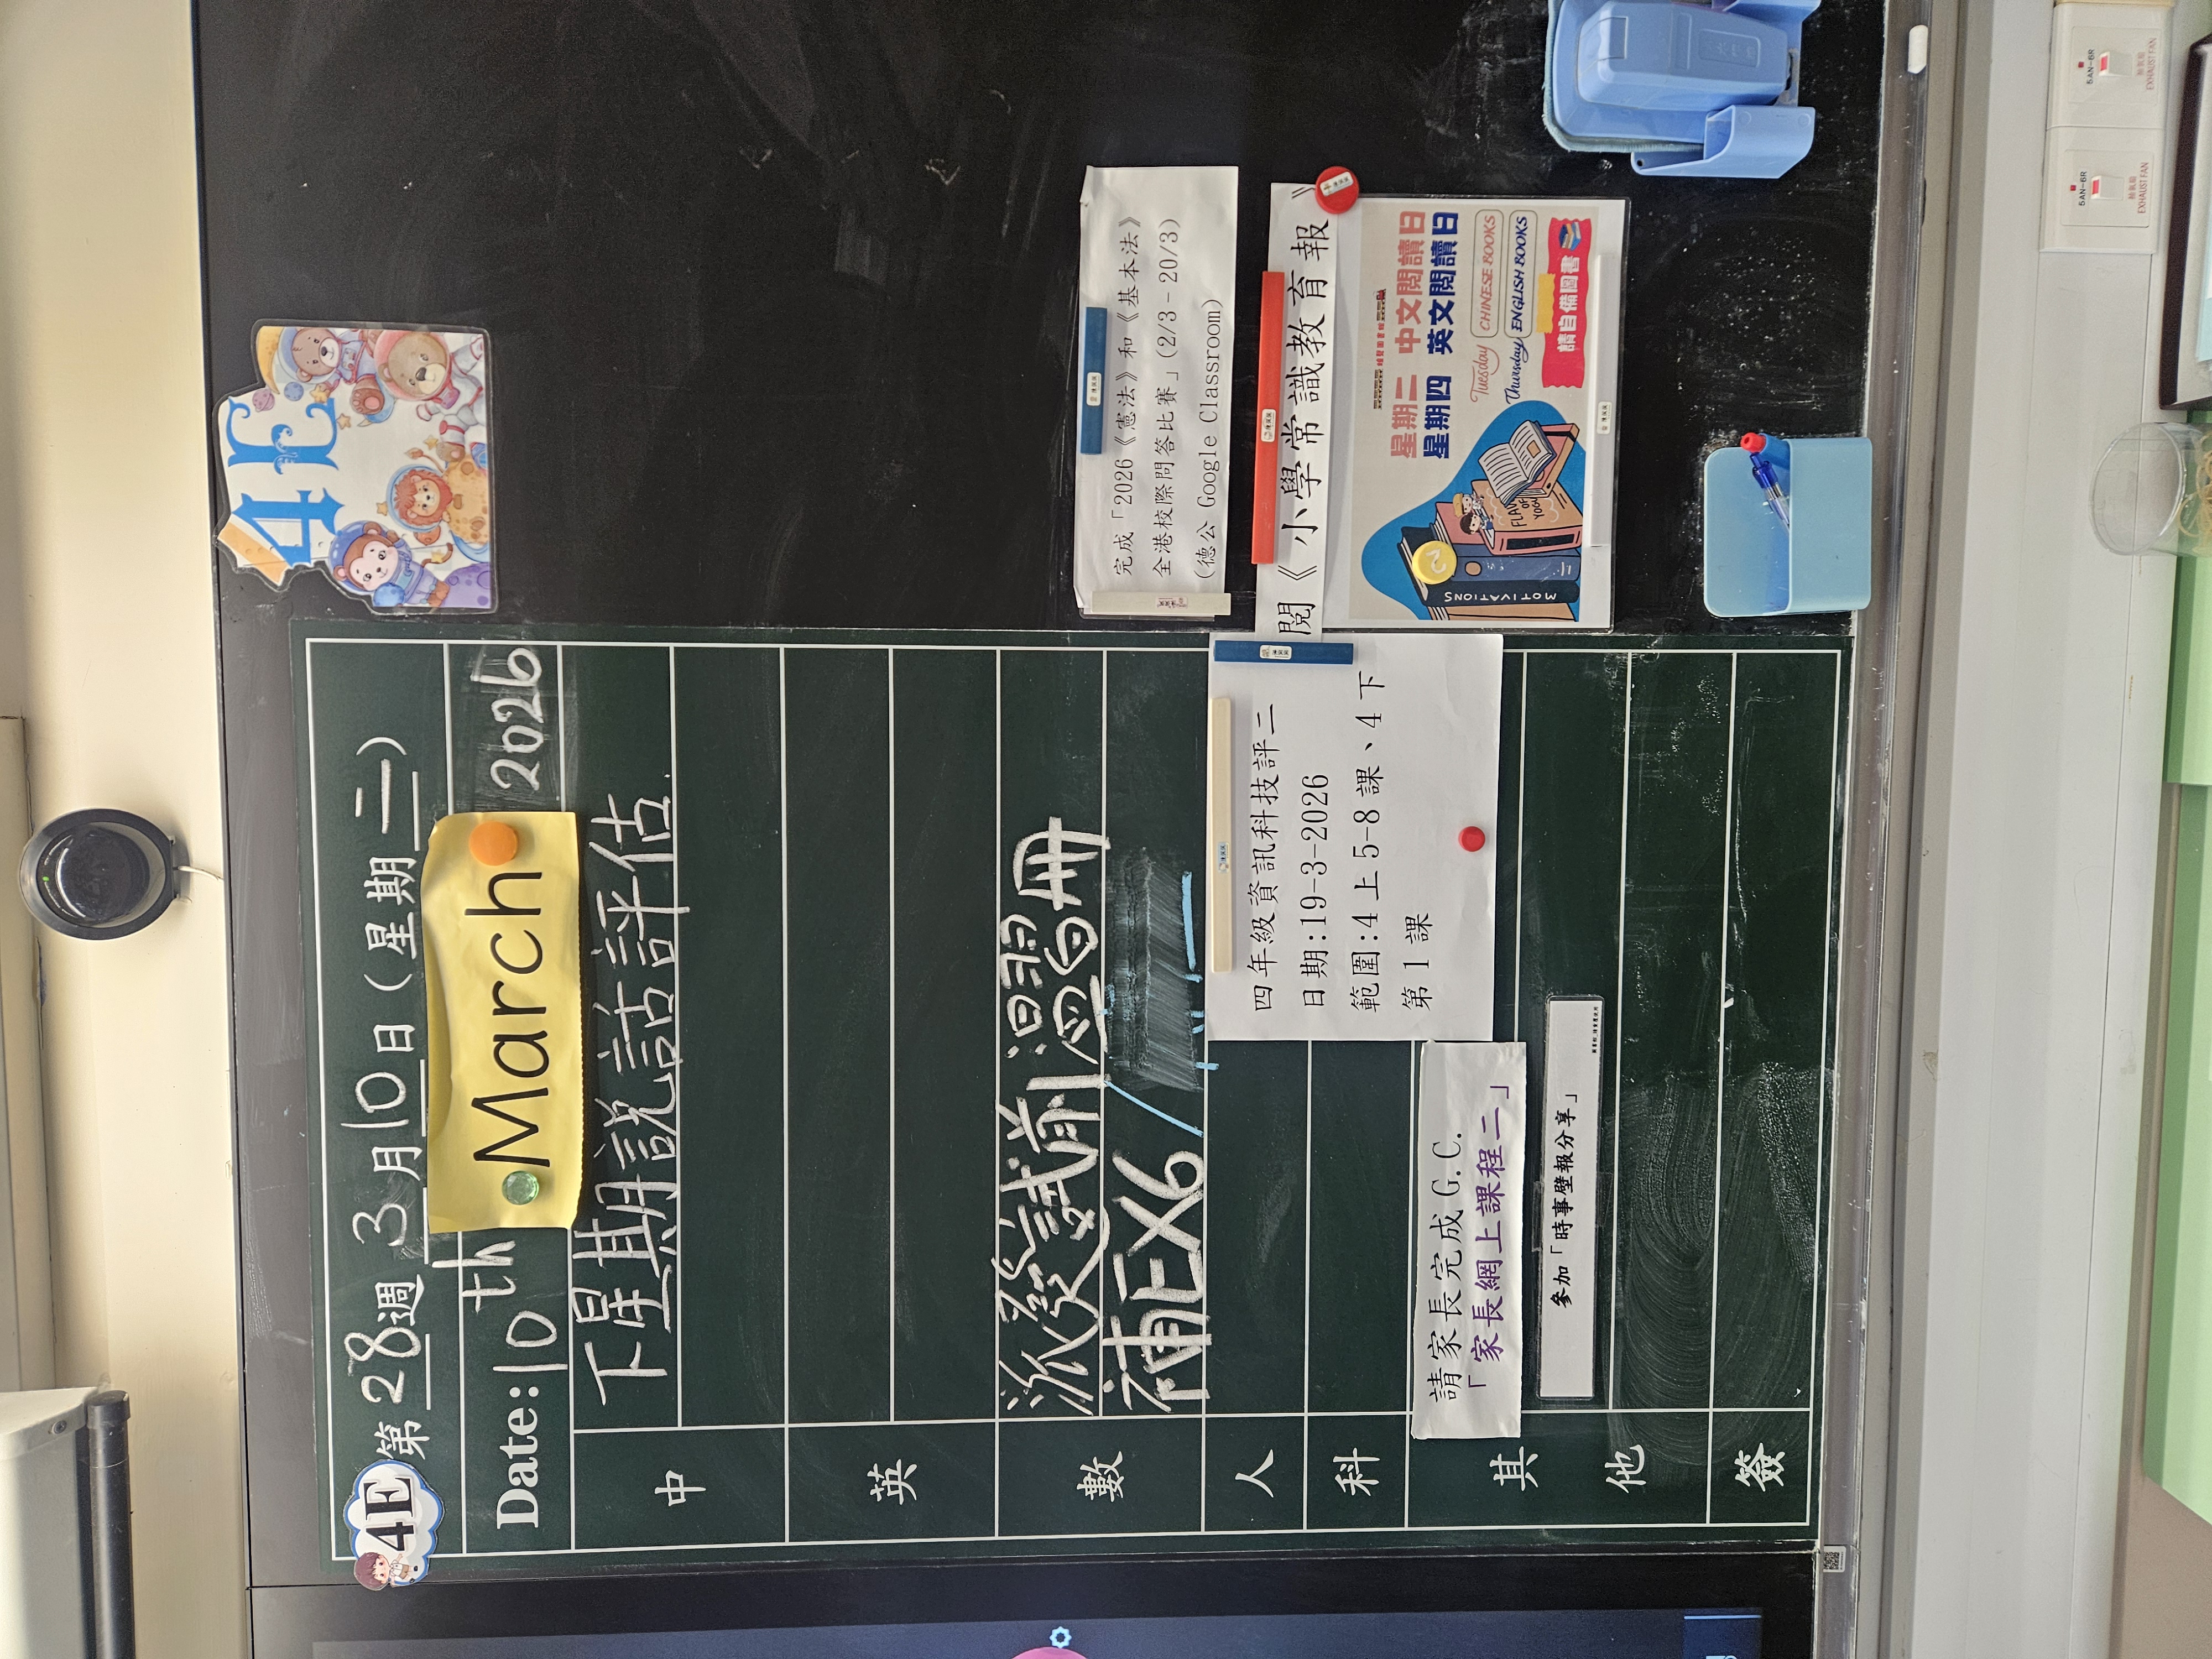 4E
4E 第28週 3月10日(星期二)
Date: 10th March 2026
中
下星期說話評估
英
數
派發試前溫習冊
補EX6
人
科
其他
簽
四年級資訊科技評二
日期:19-3-2026
範圍:4上5-8課、4下
第1課
請家長完成G.C.
「家長網上課程二」
參加「時事壁報分享」
完成「2026《憲法》和《基本法》
全港校際問答比賽」(2/3-20/3)
(德公 Google Classroom)
閱《小學常識教育報》
星期二 中文閱讀日
星期四 英文閱讀日
Tuesday CHINESE BOOKS
Thursday ENGLISH BOOKS
請自備圖書
MOTIVATIONS
EXHAUST FAN
EXHAUST FAN